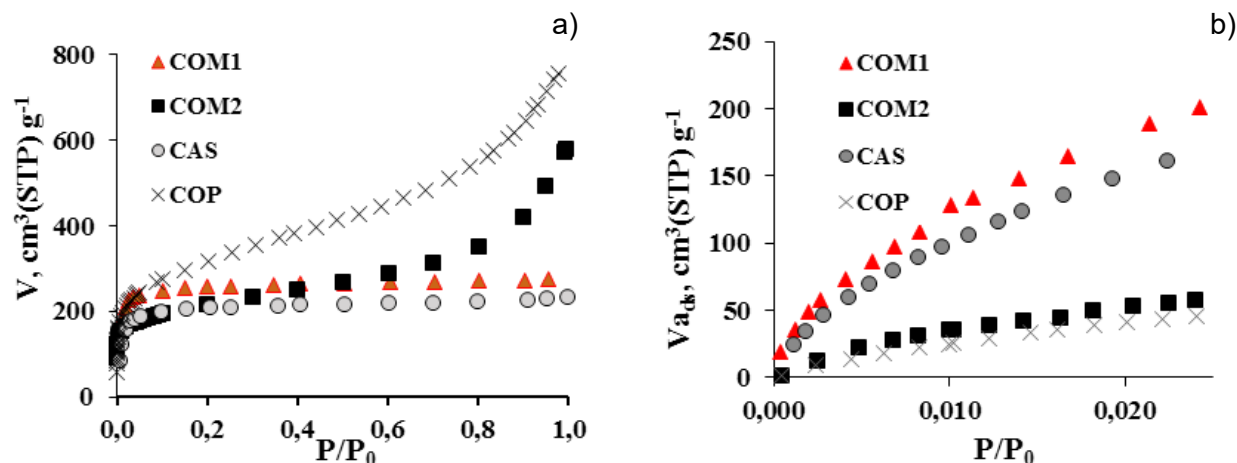 a)
V, cm³(STP) g⁻¹
800
600
400
200
0
COM1
COM2
CAS
COP
0,0 0,2 0,4 0,6 0,8 1,0
P/P₀
b)
Vₐdₛ, cm³(STP) g⁻¹
250
200
150
100
50
0
COM1
COM2
CAS
COP
0,000 0,010 0,020
P/P₀